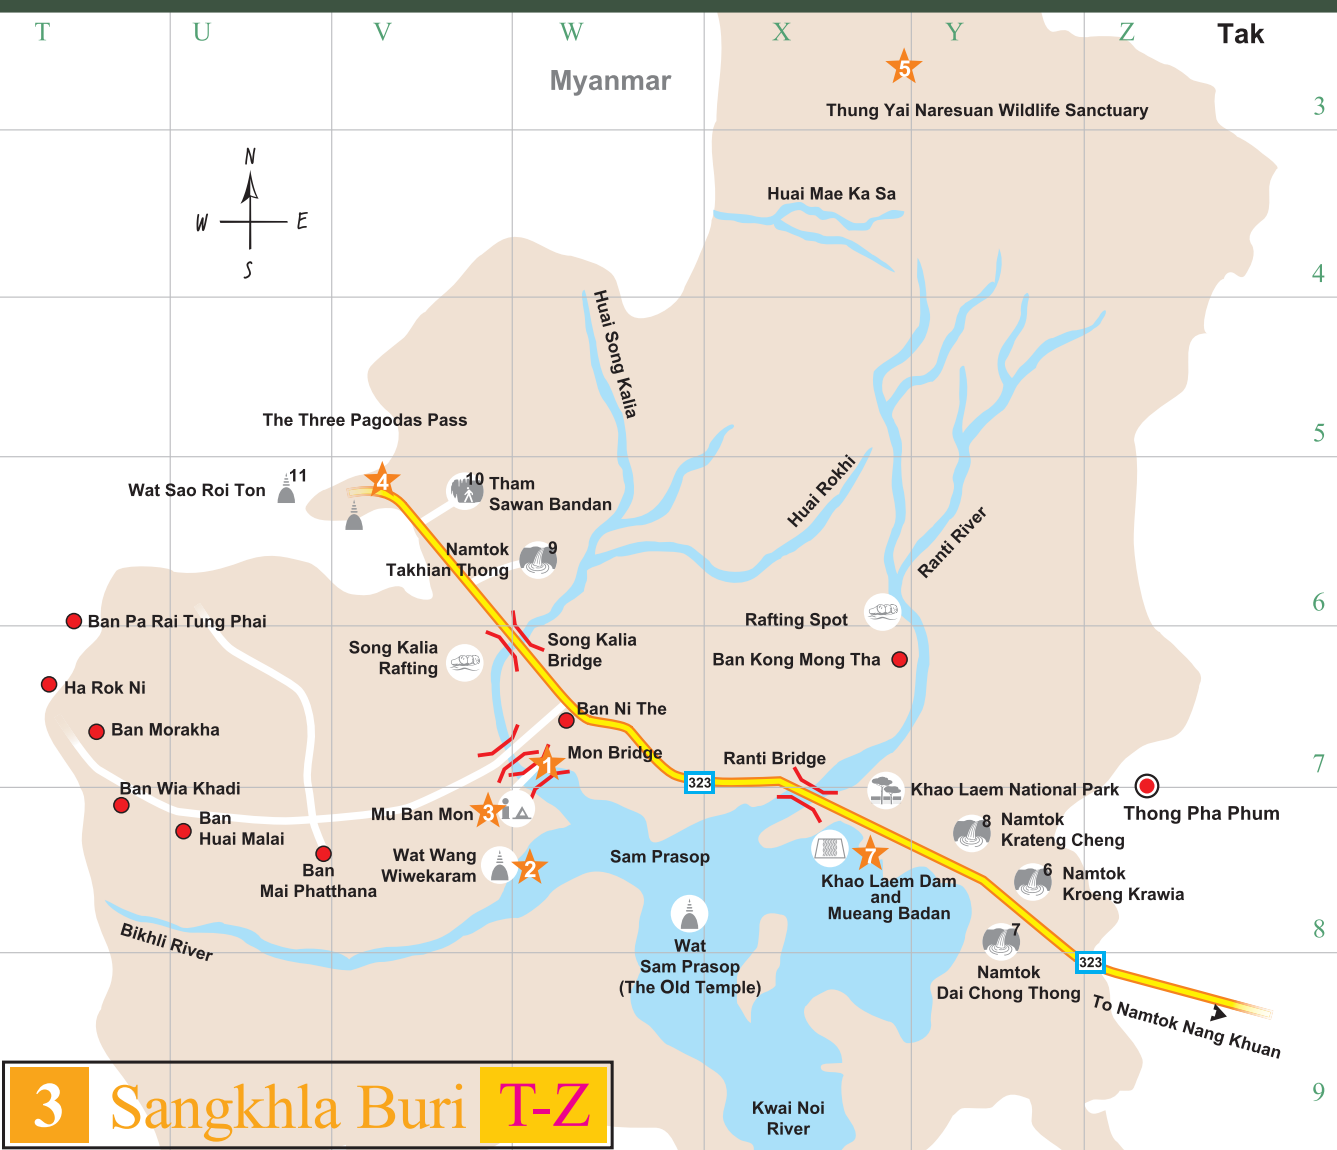 T
U
V
W
X
Y
Z
Tak
5
Myanmar
3
Thung Yai Naresuan Wildlife Sanctuary
N
W
E
S
Huai Mae Ka Sa
4
Huai Song Kalia
The Three Pagodas Pass
5
Wat Sao Roi Ton
11
4
10
Tham
Sawan Bandan
Huai Rokhi
Ranti River
Namtok
Takhian Thong
9
6
Ban Pa Rai Tung Phai
Rafting Spot
Song Kalia
Rafting
Song Kalia
Bridge
Ban Kong Mong Tha
Ha Rok Ni
Ban Ni The
Ban Morakha
Mon Bridge
1
Ranti Bridge
7
323
Ban Wia Khadi
Khao Laem National Park
Thong Pha Phum
Mu Ban Mon
3
Ban
Huai Malai
8
Namtok
Krateng Cheng
Wat Wang
Wiwekaram
2
Sam Prasop
7
Ban
Mai Phatthana
Khao Laem Dam
and
Mueang Badan
6
Namtok
Kroeng Krawia
8
Bikhli River
Wat
Sam Prasop
(The Old Temple)
7
Namtok
Dai Chong Thong
323
To Namtok Nang Khuan
9
Kwai Noi
River
3
Sangkhla Buri
T-Z